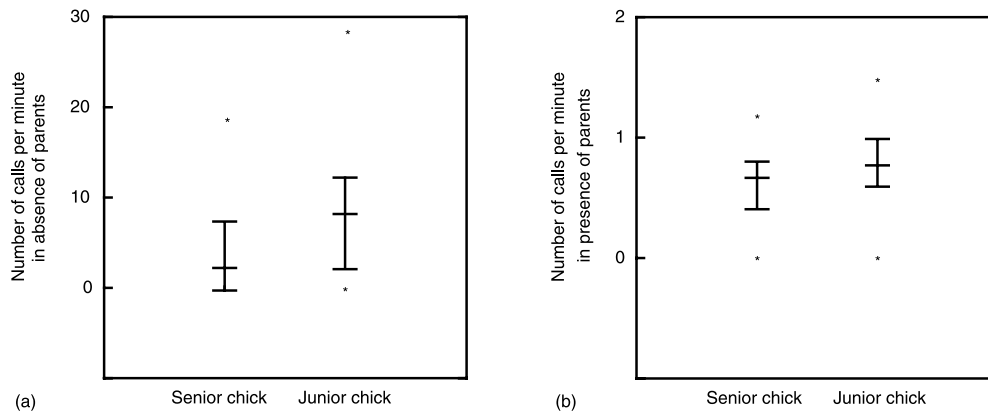 30
20
10
0
Number of calls per minute
in absence of parents
Senior chick
Junior chick
(a)
2
1
0
Number of calls per minute
in presence of parents
Senior chick
Junior chick
(b)